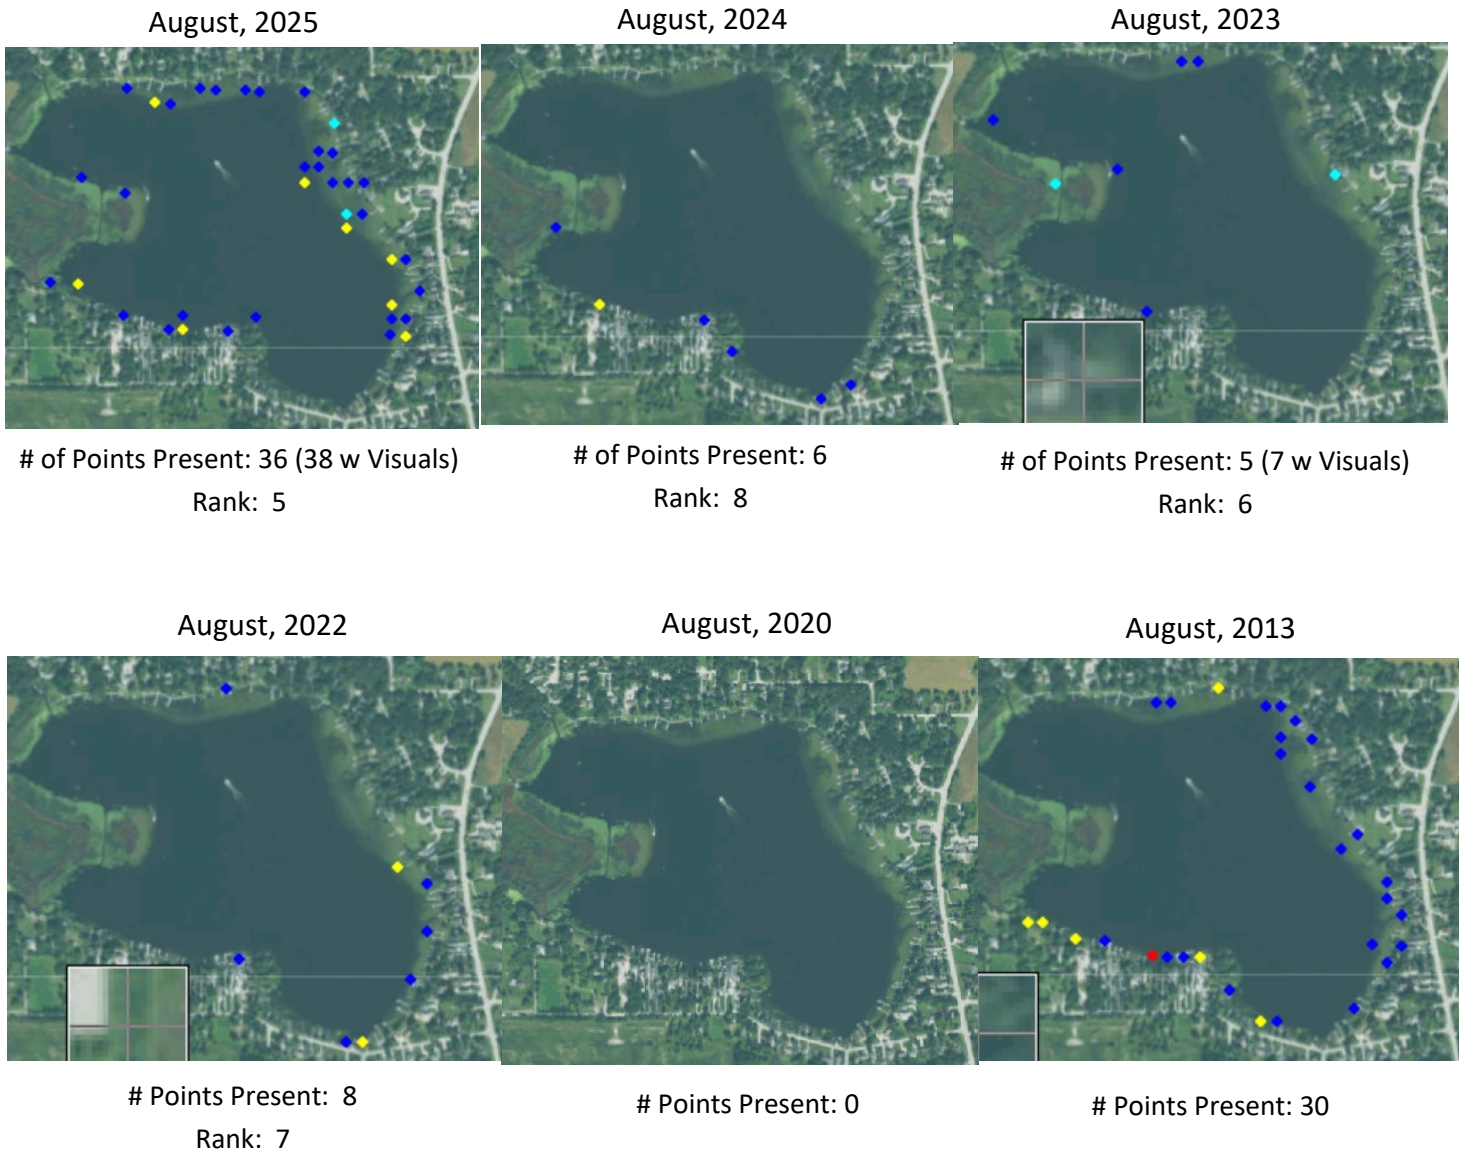 August, 2025
August, 2024
August, 2023
# of Points Present: 36 (38 w Visuals)
Rank:  5
# of Points Present: 6
Rank:  8
# of Points Present: 5 (7 w Visuals)
Rank:  6
August, 2022
August, 2020
August, 2013
# Points Present:  8
Rank:  7
# Points Present: 0
# Points Present: 30